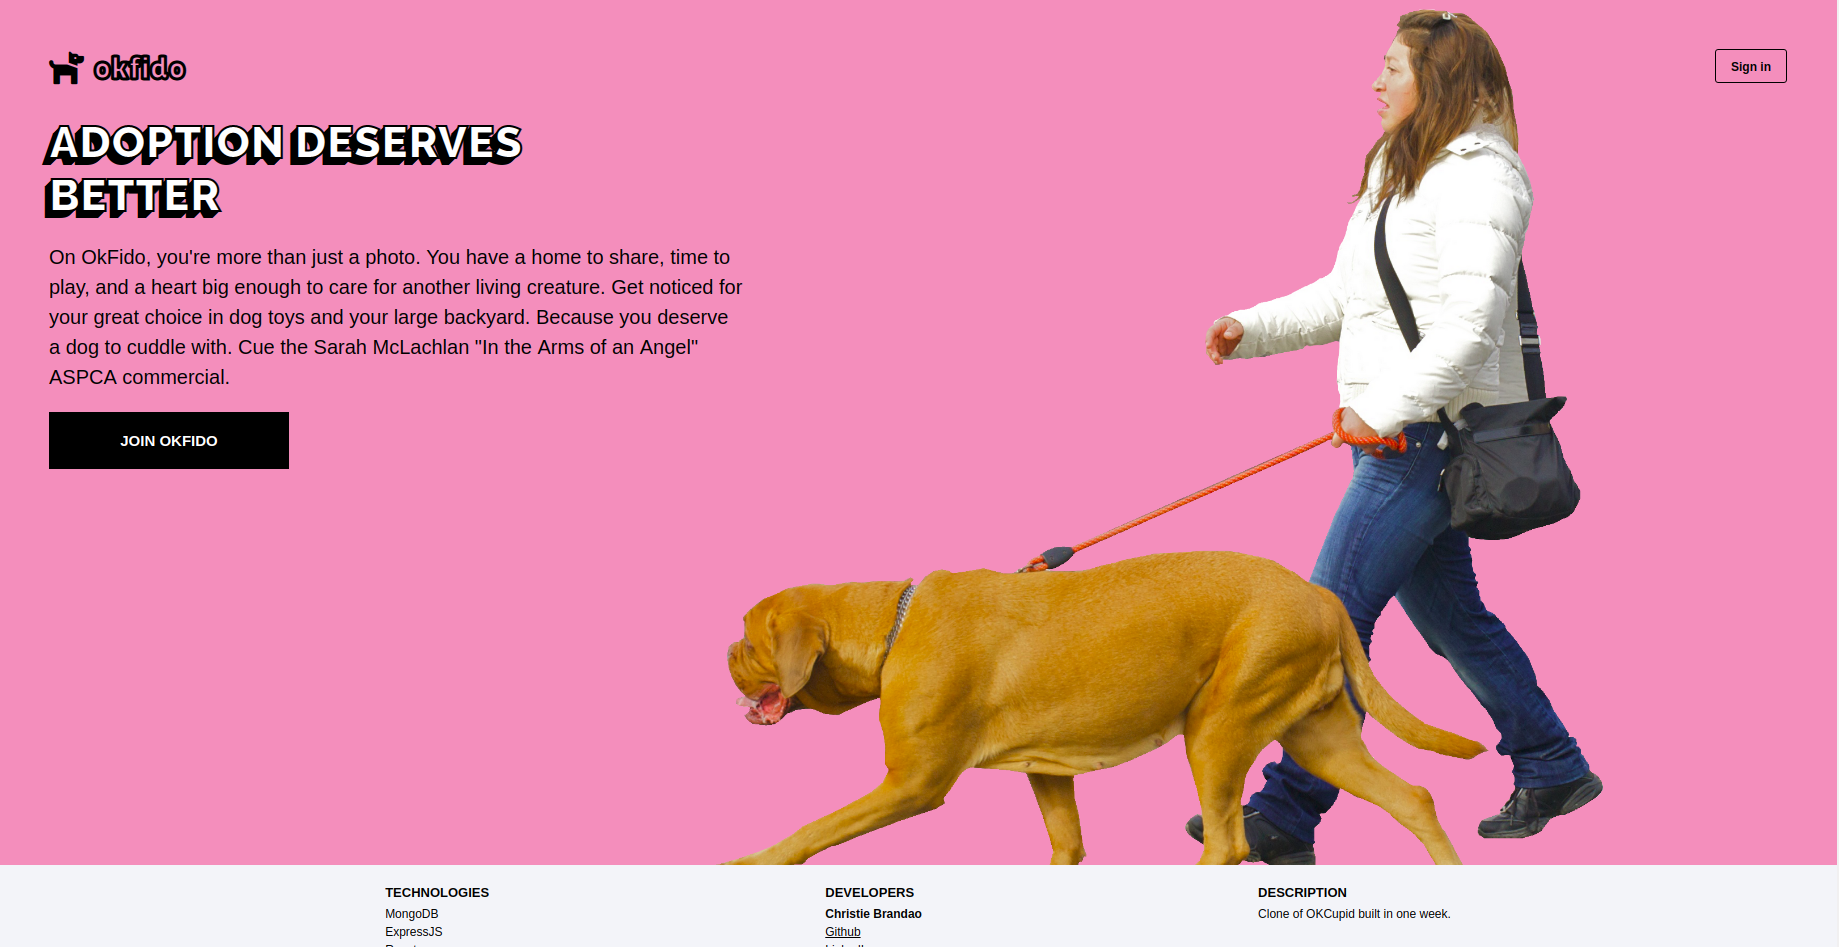 okfido
Sign in
ADOPTION DESERVES
BETTER
On OkFido, you're more than just a photo. You have a home to share, time to
play, and a heart big enough to care for another living creature. Get noticed for
your great choice in dog toys and your large backyard. Because you deserve
a dog to cuddle with. Cue the Sarah McLachlan "In the Arms of an Angel"
ASPCA commercial.
JOIN OKFIDO
TECHNOLOGIES
MongoDB
ExpressJS
DEVELOPERS
Christie Brandao
Github
DESCRIPTION
Clone of OKCupid built in one week.